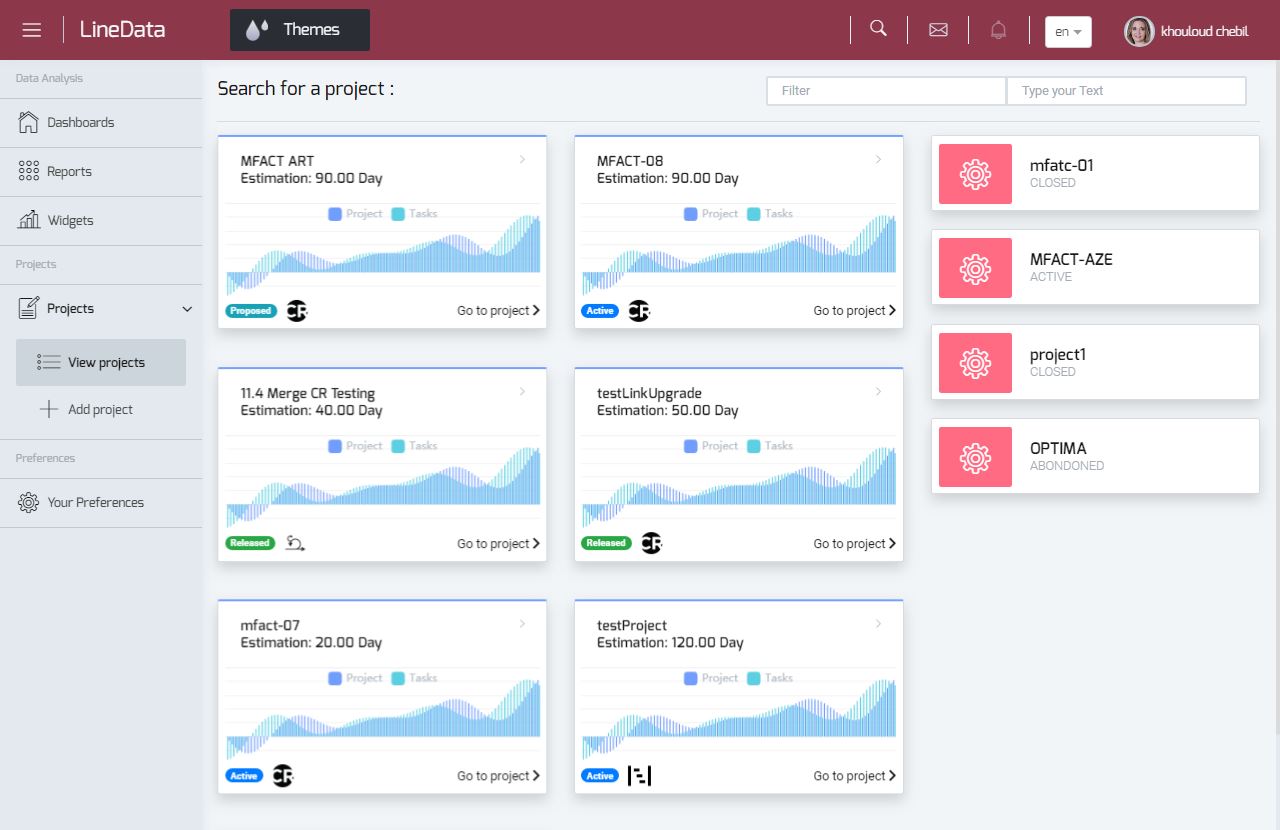 LineData
Themes
en
khouloud chebil
Data Analysis
Dashboards
Reports
Widgets
Projects
Projects
View projects
Add project
Preferences
Your Preferences
Search for a project :
Filter
Type your Text
MFACT ART
Estimation: 90.00 Day
Project Tasks
Proposed
CR
Go to project
MFACT-08
Estimation: 90.00 Day
Project Tasks
Active
CR
Go to project
11.4 Merge CR Testing
Estimation: 40.00 Day
Project Tasks
Released
Go to project
testLinkUpgrade
Estimation: 50.00 Day
Project Tasks
Released
CR
Go to project
mfact-07
Estimation: 20.00 Day
Project Tasks
Active
CR
Go to project
testProject
Estimation: 120.00 Day
Project Tasks
Active
Go to project
mfatc-01
CLOSED
MFACT-AZE
ACTIVE
project1
CLOSED
OPTIMA
ABONDONED